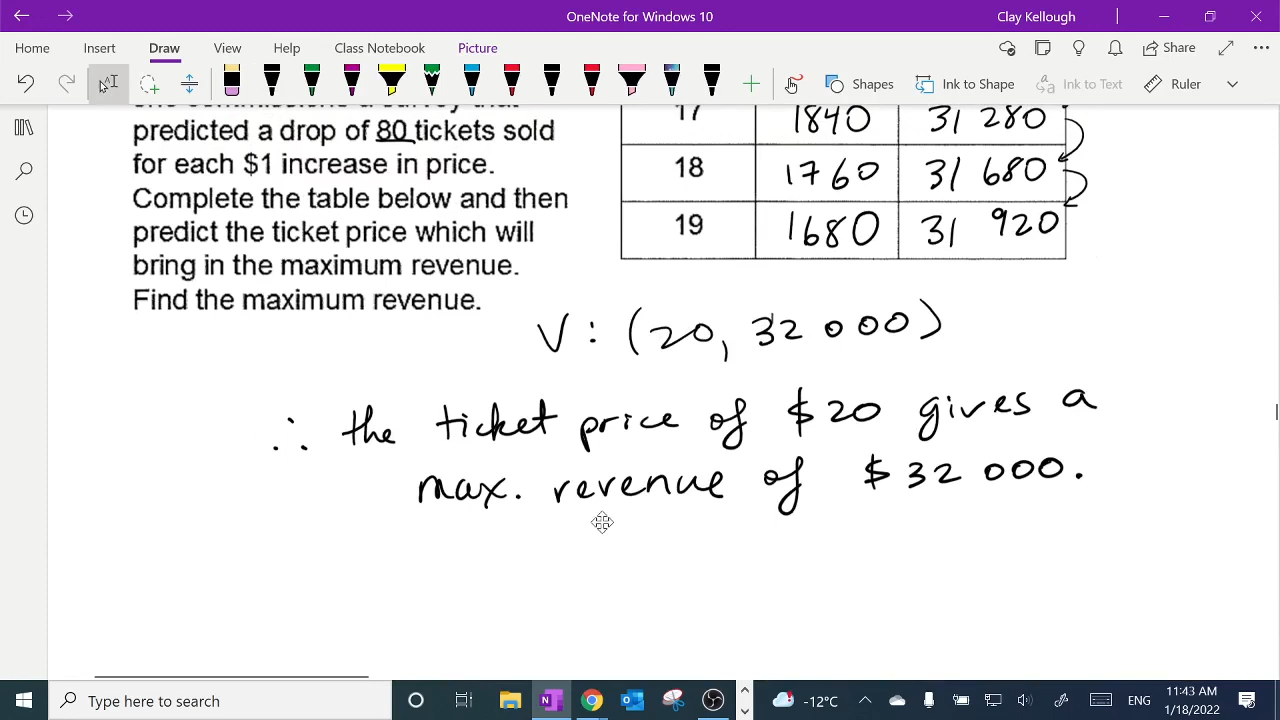 OneNote for Windows 10
Clay Kellough
Home Insert Draw View Help Class Notebook Picture
Share
Shapes Ink to Shape Ink to Text Ruler
she commissions a survey that
predicted a drop of 80 tickets sold
for each $1 increase in price.
Complete the table below and then
predict the ticket price which will
bring in the maximum revenue.
Find the maximum revenue.
17 1840 31 280
18 1760 31 680
19 1680 31 920
V : (20, 32 000)
∴ the ticket price of $20 gives a
max. revenue of $32 000.
Type here to search
-12°C
ENG
11:43 AM
1/18/2022